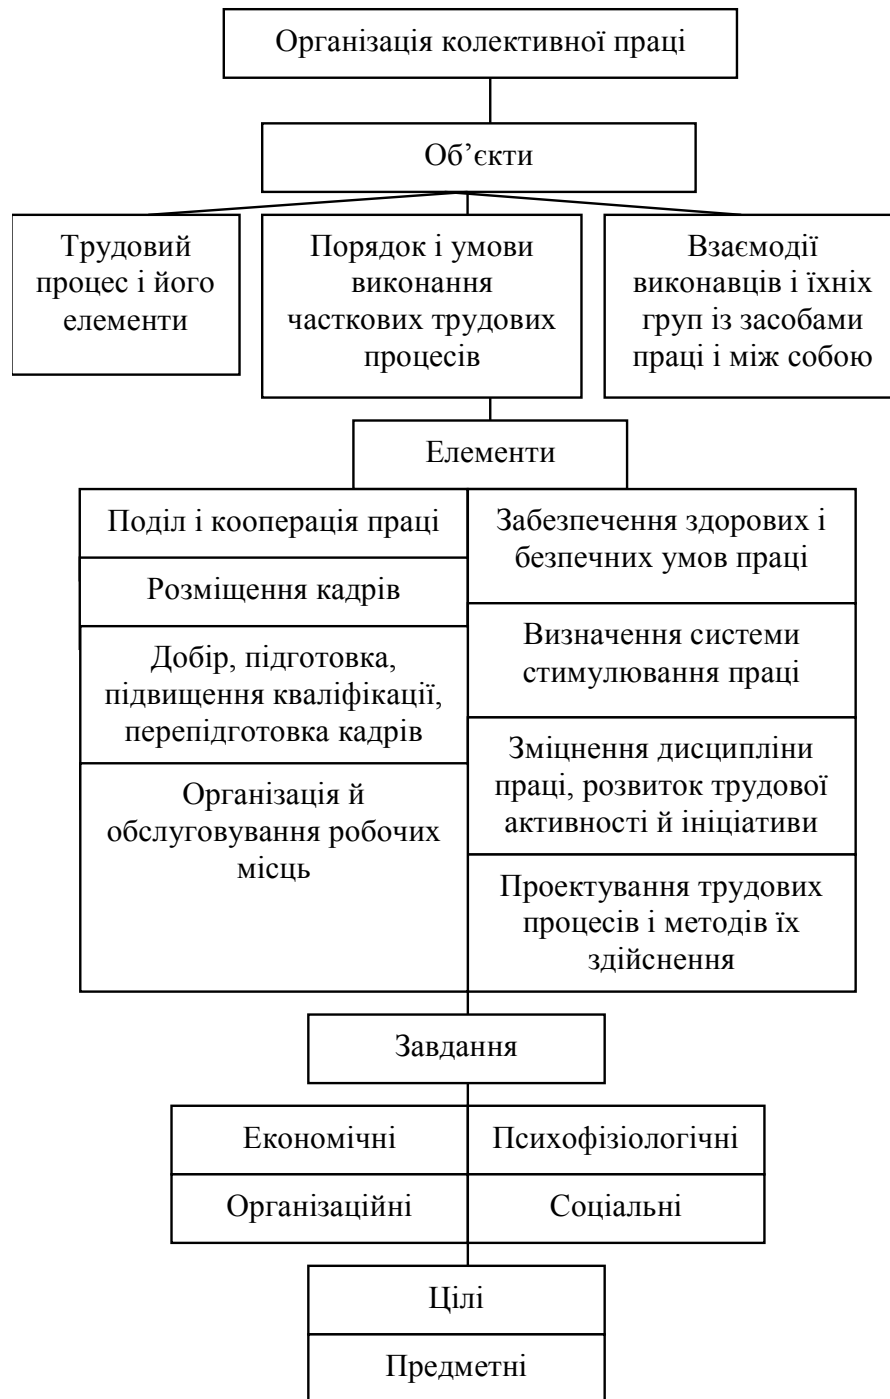 Організація колективної праці
Об’єкти
Трудовий
процес і його
елементи
Порядок і умови
виконання
часткових трудових
процесів
Взаємодії
виконавців і їхніх
груп із засобами
праці і між собою
Елементи
Поділ і кооперація праці
Розміщення кадрів
Добір, підготовка,
підвищення кваліфікації,
перепідготовка кадрів
Організація й
обслуговування робочих
місць
Забезпечення здорових і
безпечних умов праці
Визначення системи
стимулювання праці
Зміцнення дисципліни
праці, розвиток трудової
активності й ініціативи
Проектування трудових
процесів і методів їх
здійснення
Завдання
Економічні
Психофізіологічні
Організаційні
Соціальні
Цілі
Предметні